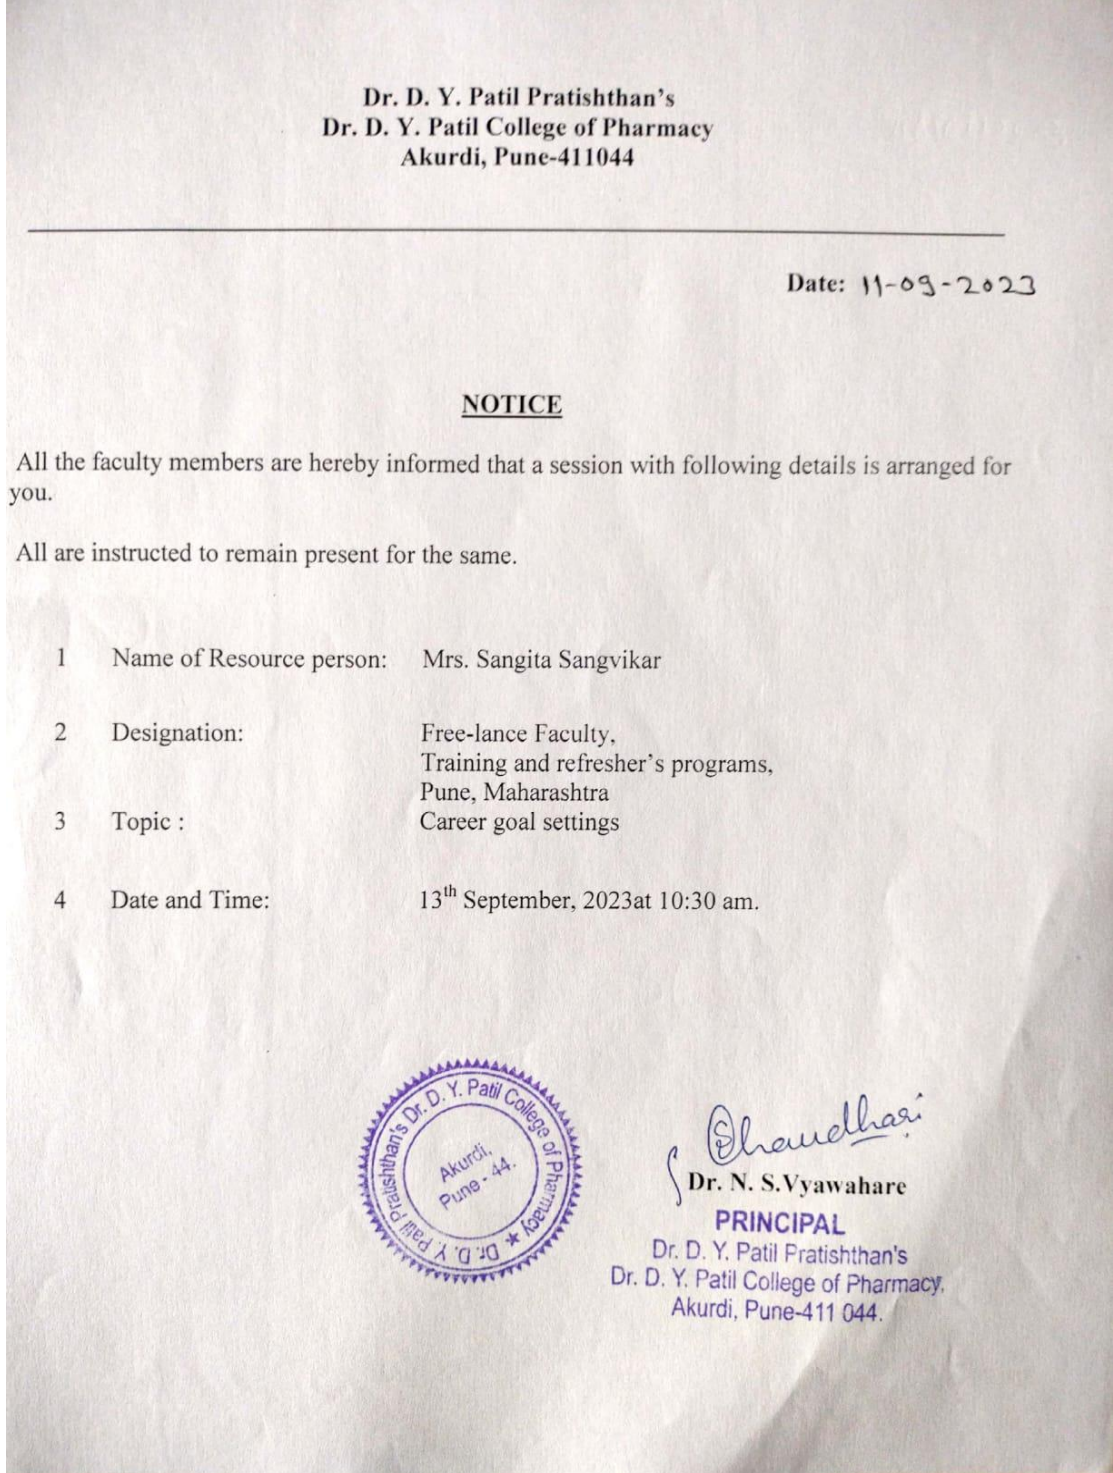 Dr. D. Y. Patil Pratishthan's
Dr. D. Y. Patil College of Pharmacy
Akurdi, Pune-411044
Date: 11-09-2023
NOTICE
All the faculty members are hereby informed that a session with following details is arranged for
you.
All are instructed to remain present for the same.
1 Name of Resource person: Mrs. Sangita Sangvikar
2 Designation: Free-lance Faculty,
Training and refresher's programs,
Pune, Maharashtra
3 Topic : Career goal settings
4 Date and Time: 13th September, 2023at 10:30 am.
Dr. D. Y. Patil Pratishthan's Dr. D. Y. Patil College of Pharmacy ★
Akurdi,
Pune - 44.
Chaudhari
Dr. N. S.Vyawahare
PRINCIPAL
Dr. D. Y. Patil Pratishthan's
Dr. D. Y. Patil College of Pharmacy,
Akurdi, Pune-411 044.